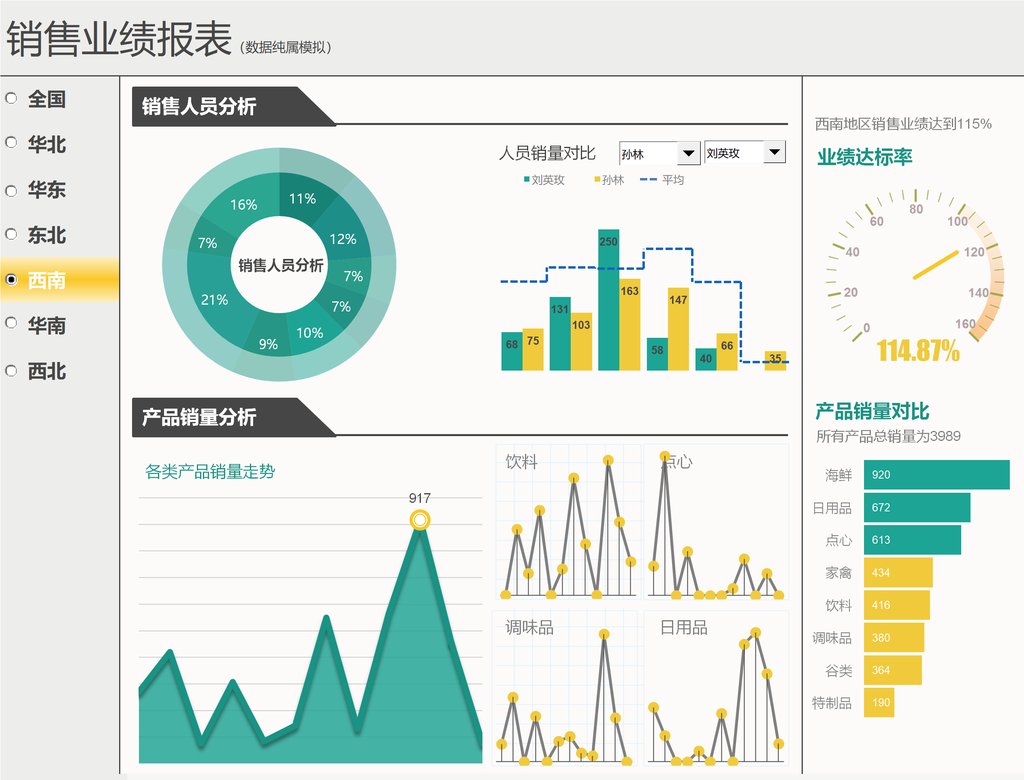 销售业绩报表 (数据纯属模拟)
全国
华北
华东
东北
西南
华南
西北
销售人员分析
11%
12%
7%
7%
10%
9%
21%
7%
16%
销售人员分析
人员销量对比 孙林 刘英玫
刘英玫 孙林 平均
68 75
131 103
250 163
58 147
40 66
35
产品销量分析
各类产品销量走势
917
饮料
点心
调味品
日用品
西南地区销售业绩达到115%
业绩达标率
0
20
40
60
80
100
120
140
160
114.87%
产品销量对比
所有产品总销量为3989
海鲜 920
日用品 672
点心 613
家禽 434
饮料 416
调味品 380
谷类 364
特制品 190